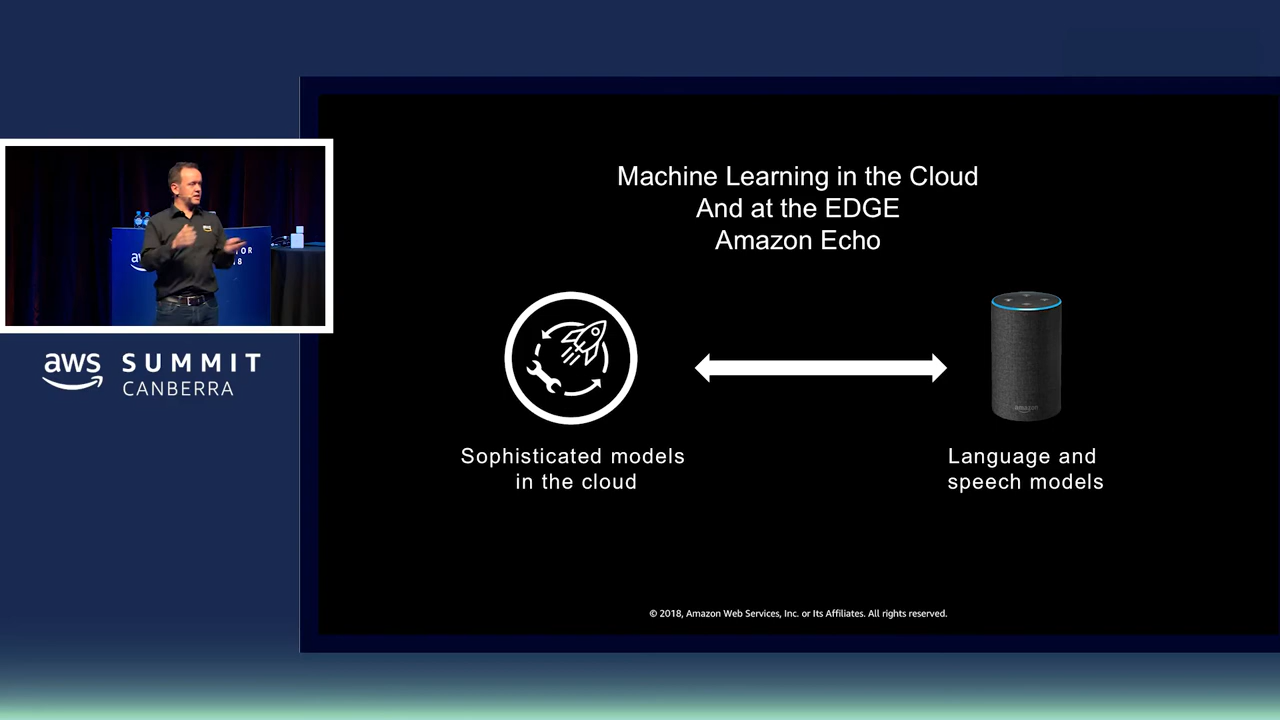 Machine Learning in the Cloud
And at the EDGE
Amazon Echo
aws SUMMIT
CANBERRA
Sophisticated models
in the cloud
Language and
speech models
amazon
© 2018, Amazon Web Services, Inc. or Its Affiliates. All rights reserved.